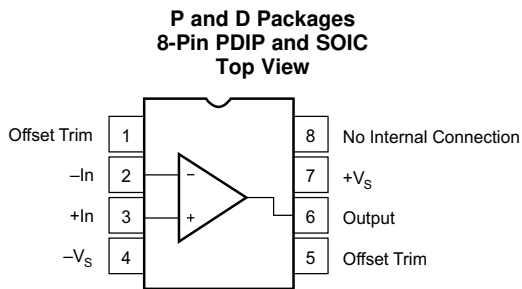 P and D Packages
8-Pin PDIP and SOIC
Top View
Offset Trim 1 8 No Internal Connection
–In 2 − 7 +VS
+In 3 + 6 Output
–VS 4 5 Offset Trim